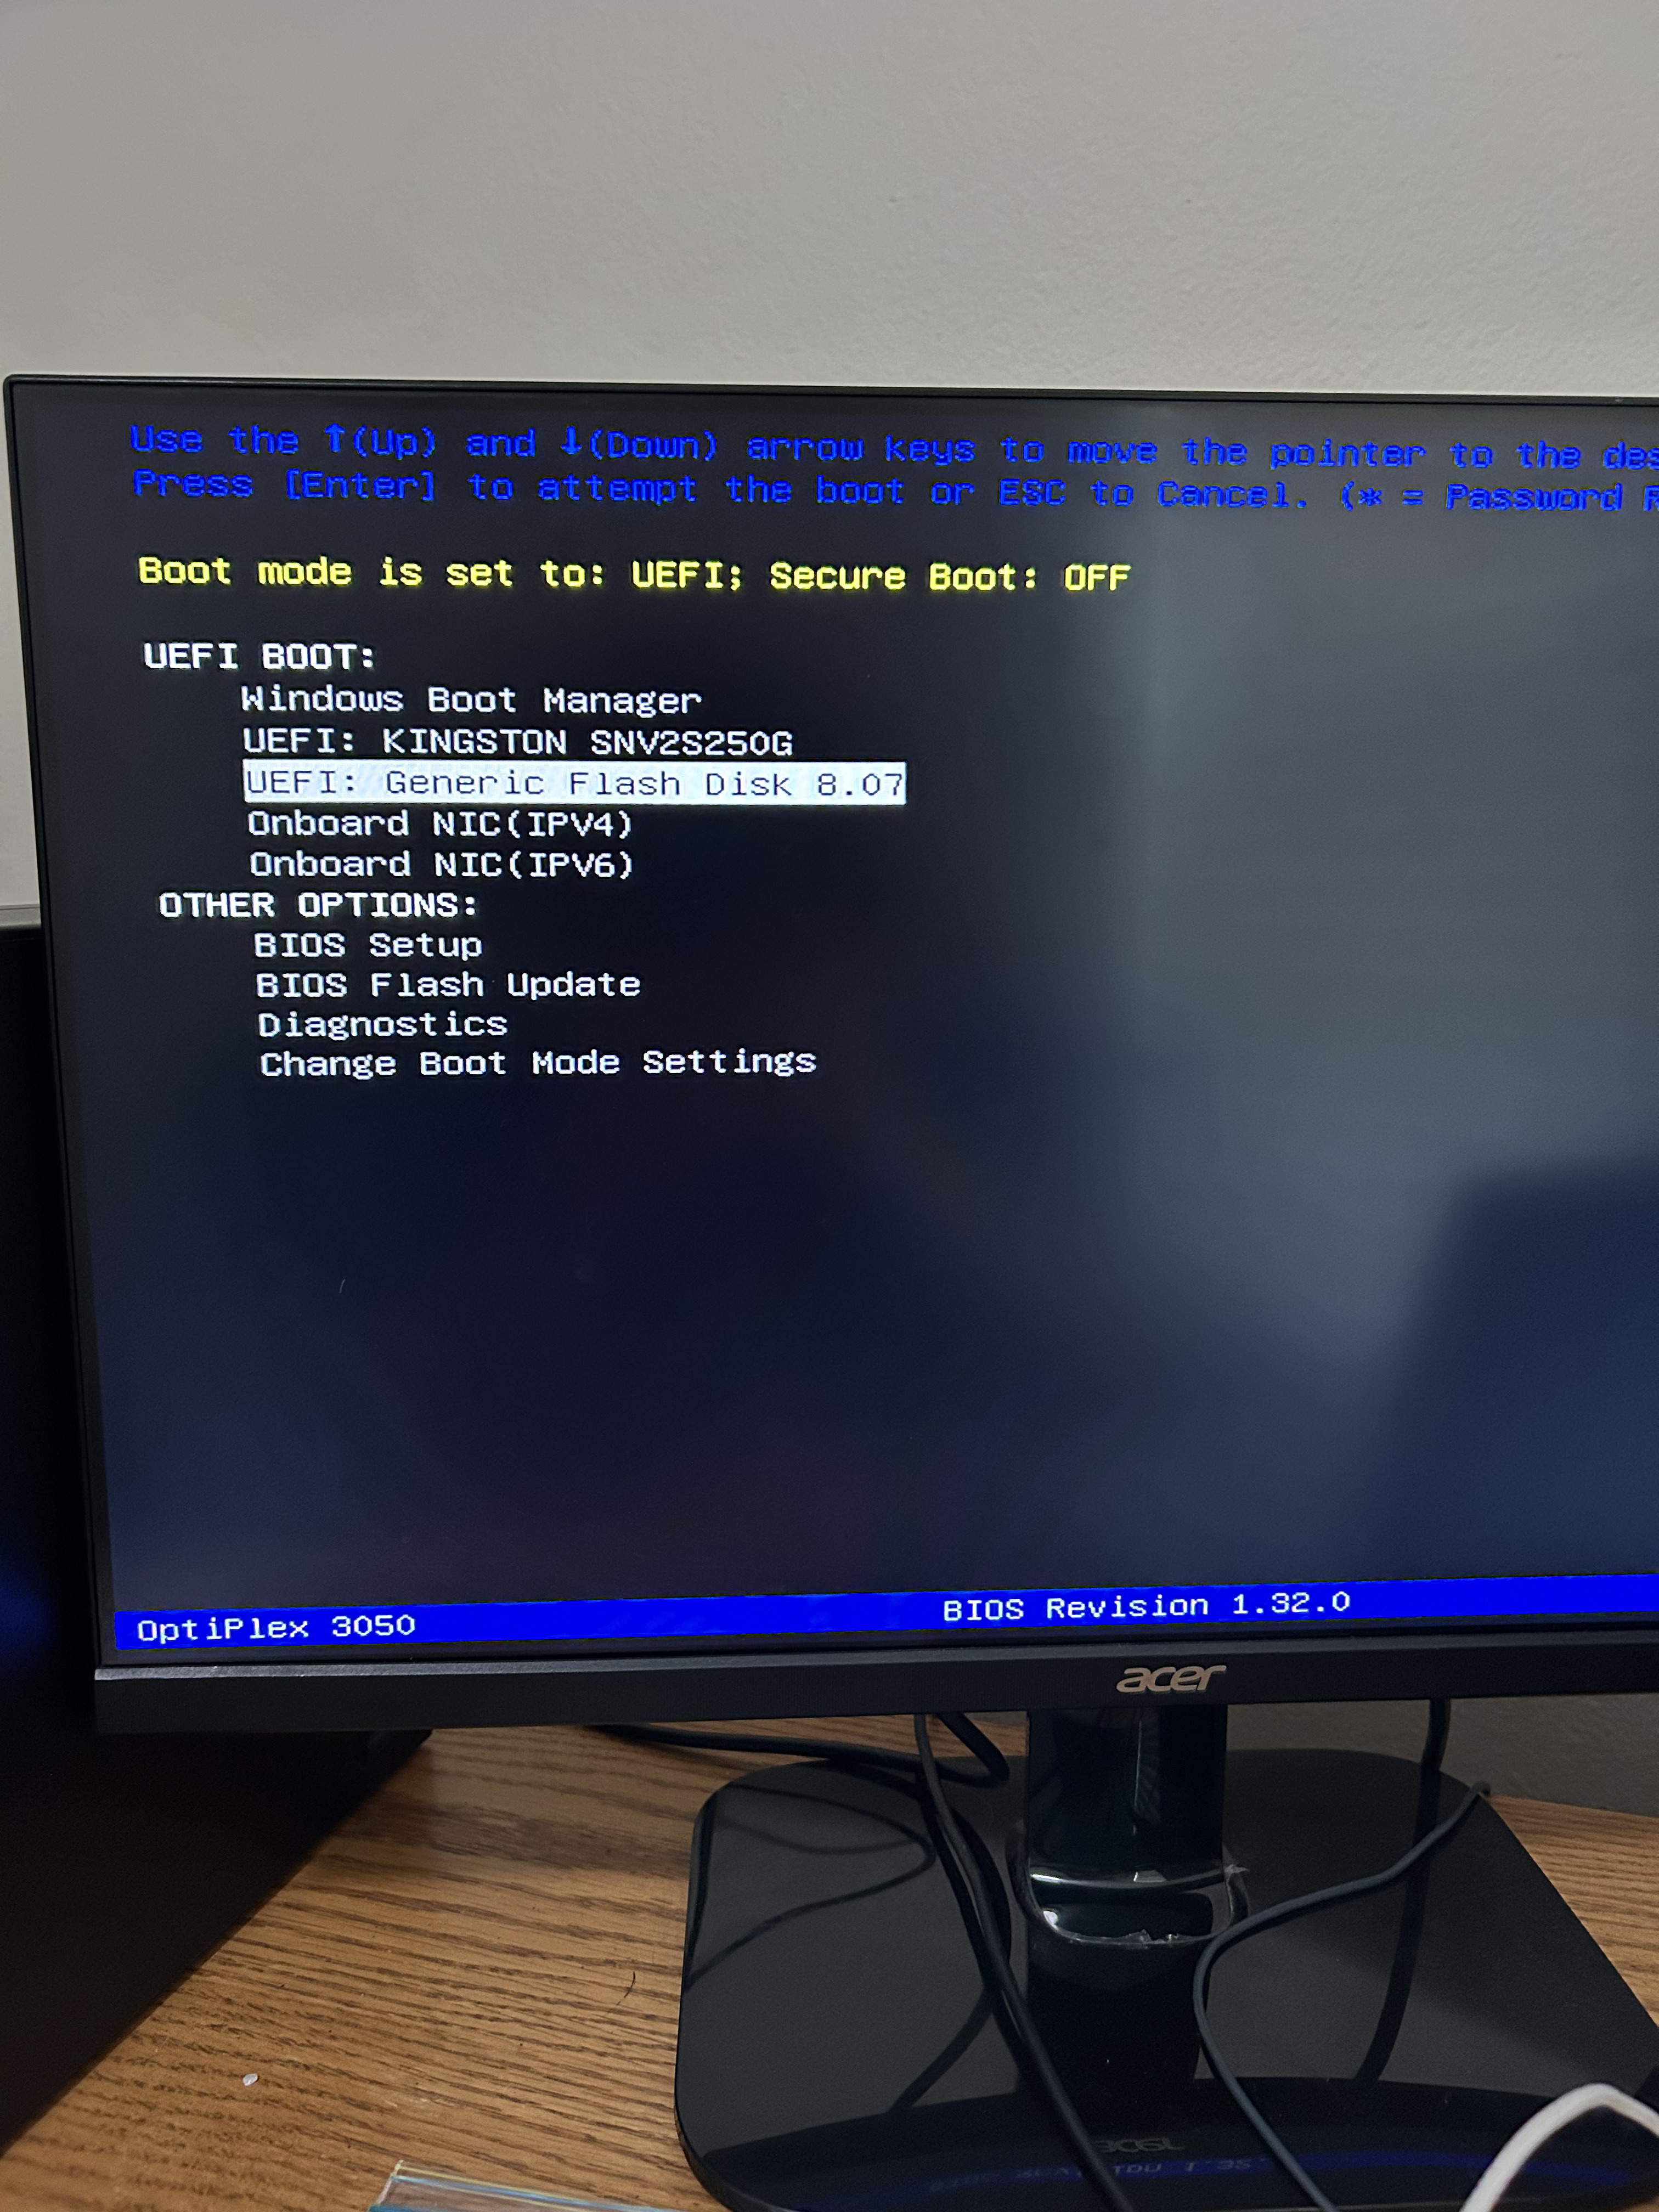 Use the ↑(Up) and ↓(Down) arrow keys to move the pointer to the
Press [Enter] to attempt the boot or ESC to Cancel. (* = Password
Boot mode is set to: UEFI; Secure Boot: OFF
UEFI BOOT:
Windows Boot Manager
UEFI: KINGSTON SNV2S250G
UEFI: Generic Flash Disk 8.07
Onboard NIC(IPV4)
Onboard NIC(IPV6)
OTHER OPTIONS:
BIOS Setup
BIOS Flash Update
Diagnostics
Change Boot Mode Settings
OptiPlex 3050
BIOS Revision 1.32.0
acer